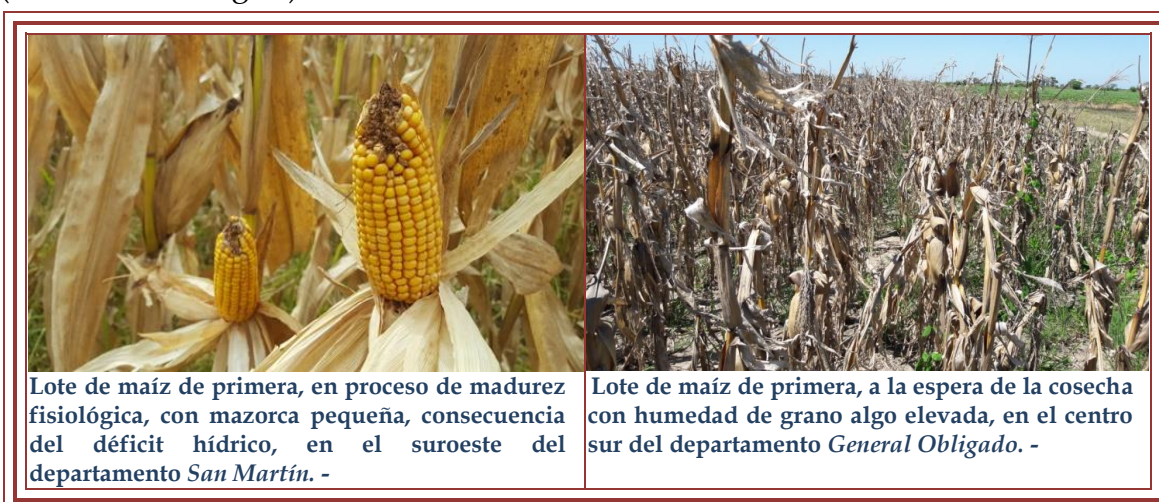 Lote de maíz de primera, en proceso de madurez
fisiológica, con mazorca pequeña, consecuencia
del déficit hídrico, en el suroeste del
departamento San Martín. -
Lote de maíz de primera, a la espera de la cosecha
con humedad de grano algo elevada, en el centro
sur del departamento General Obligado. -